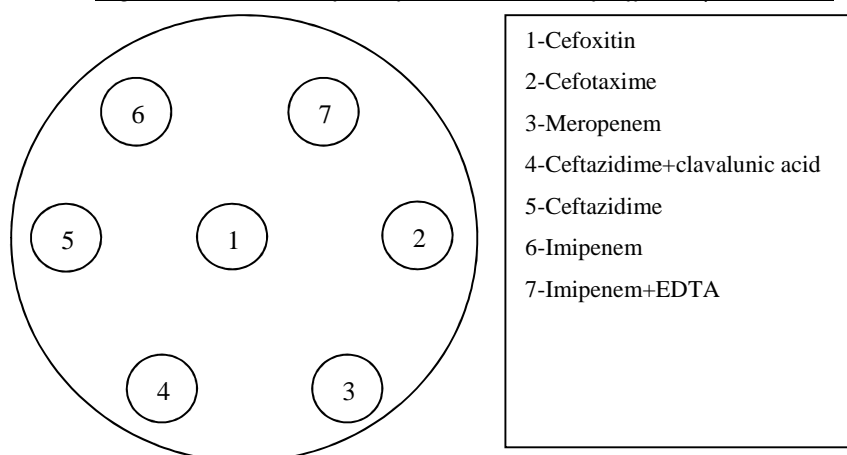 6
7
5
1
2
4
3
1-Cefoxitin
2-Cefotaxime
3-Meropenem
4-Ceftazidime+clavalunic acid
5-Ceftazidime
6-Imipenem
7-Imipenem+EDTA